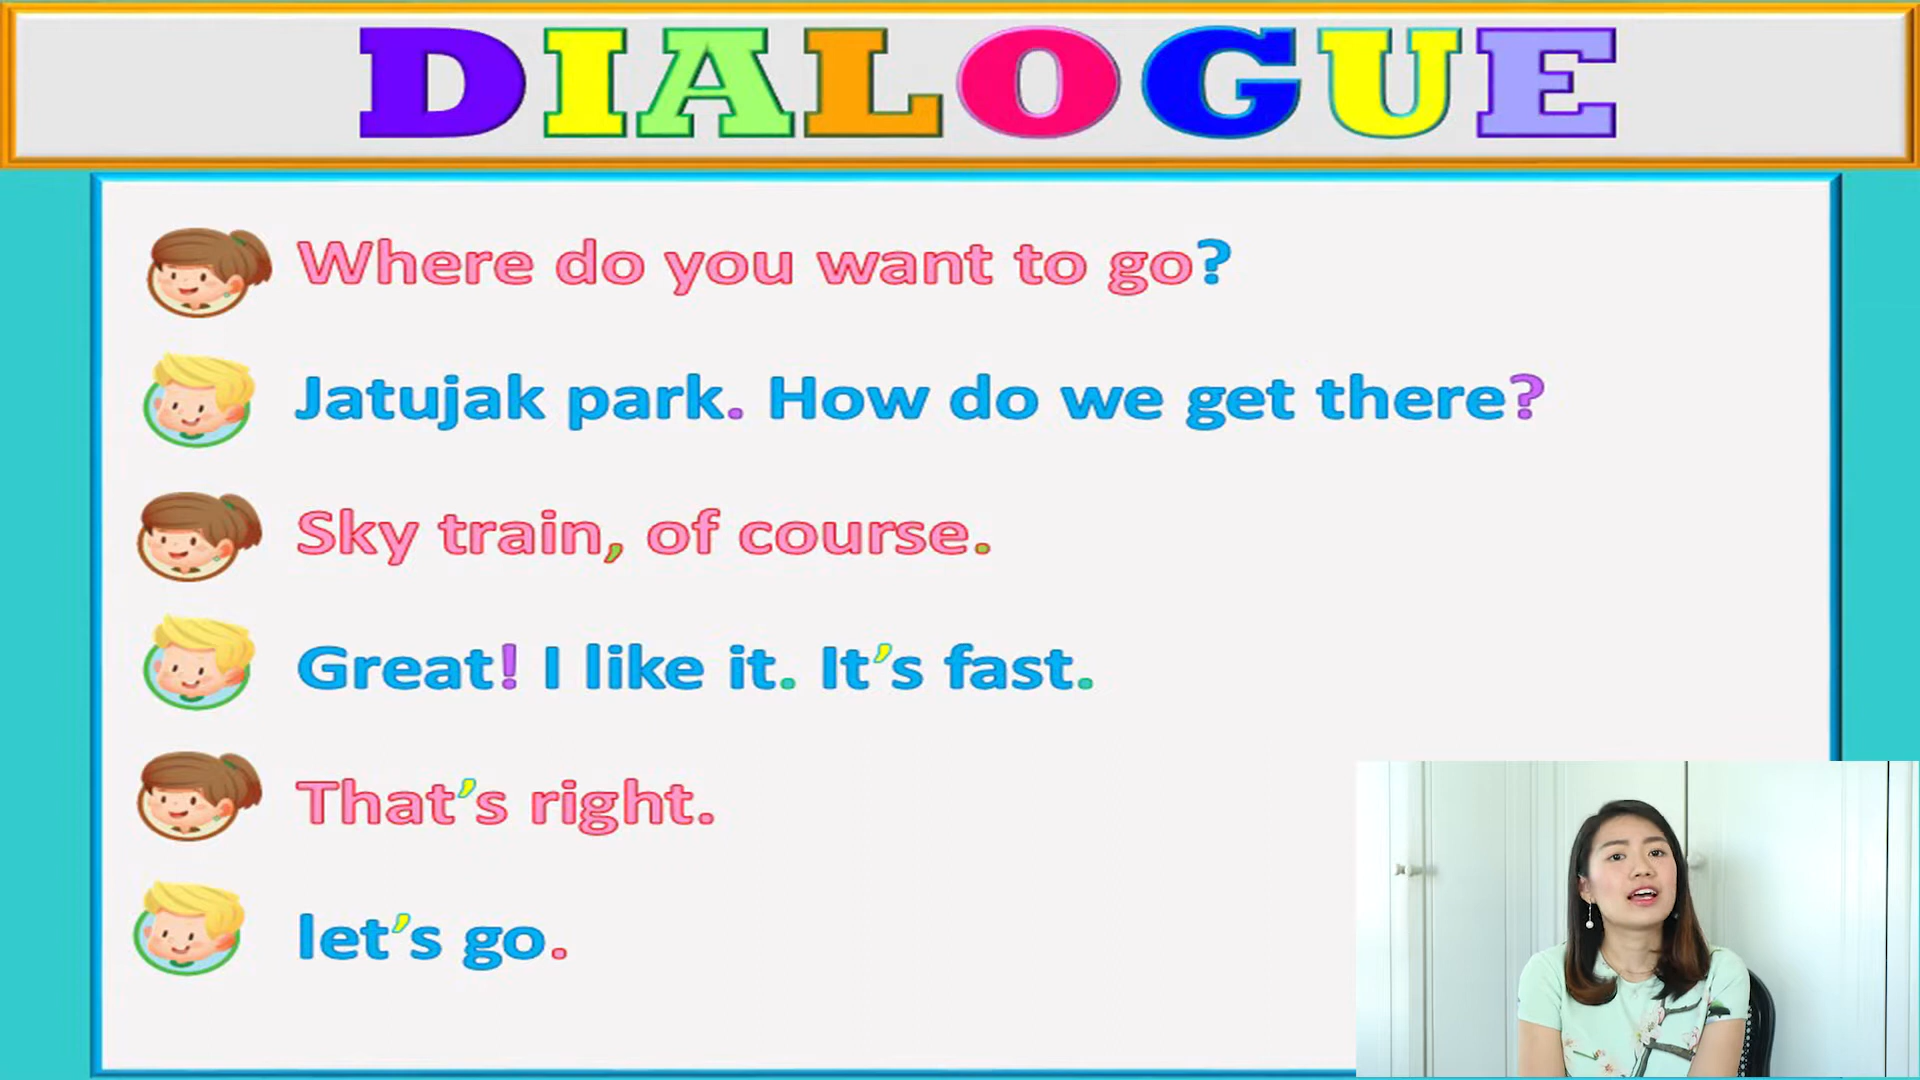 DIALOGUE
Where do you want to go?
Jatujak park. How do we get there?
Sky train, of course.
Great! I like it. It’s fast.
That’s right.
let’s go.